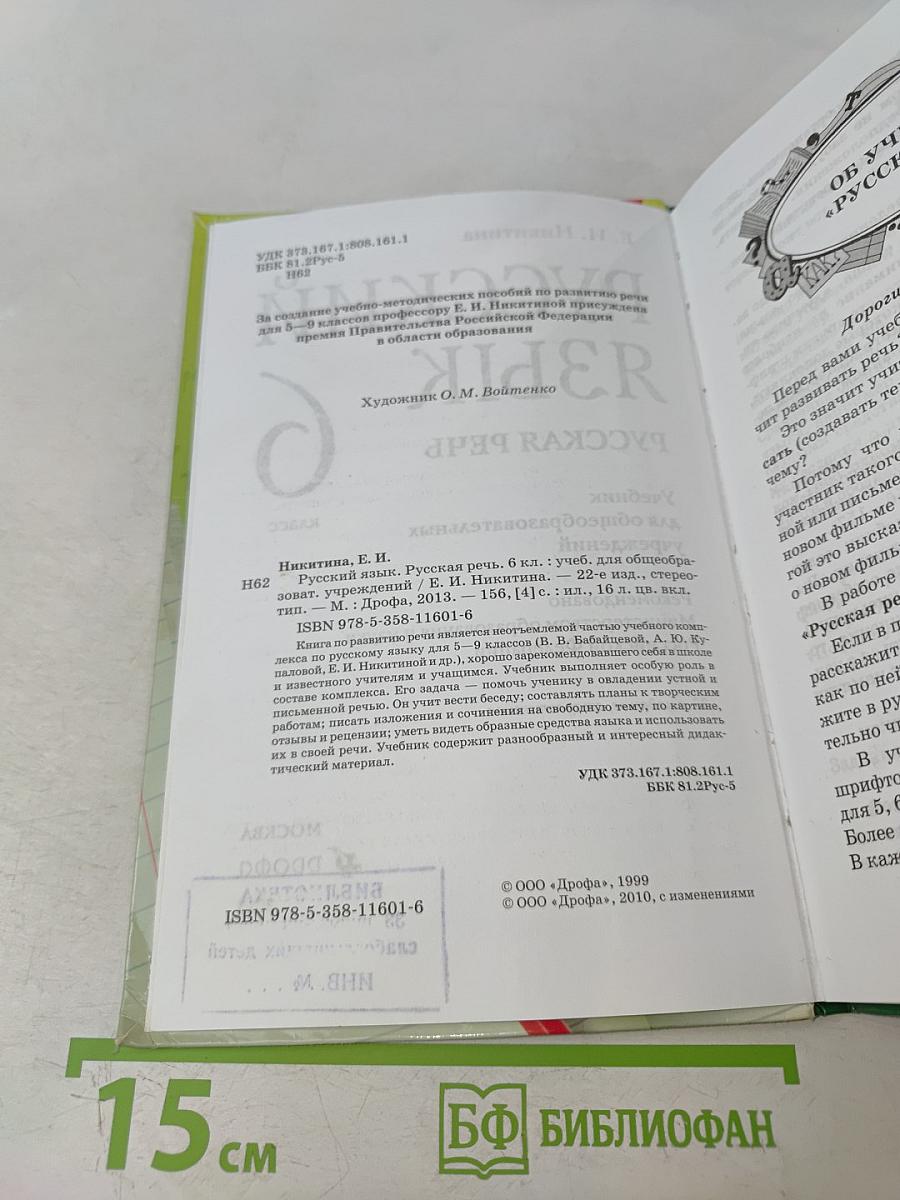 УДК 373.167.1:808.161.1
ББК 81.2Рус-5
Н62
За создание учебно-методических пособий по развитию речи
для 5—9 классов профессору Е. И. Никитиной присуждена
премия Правительства Российской Федерации
в области образования
Художник О. М. Войтенко
Никитина, Е. И.
Н62 Русский язык. Русская речь. 6 кл. : учеб. для общеобра-
зоват. учреждений / Е. И. Никитина. — 22-е изд., стерео-
тип. — М. : Дрофа, 2013. — 156, [4] с. : ил., 16 л. цв. вкл.
ISBN 978-5-358-11601-6
Книга по развитию речи является неотъемлемой частью учебного комп-
лекса по русскому языку для 5—9 классов (В. В. Бабайцевой, А. Ю. Ку-
паловой, Е. И. Никитиной и др.), хорошо зарекомендовавшего себя в школе
и известного учителям и учащимся. Учебник выполняет особую роль в
составе комплекса. Его задача — помочь ученику в овладении устной и
письменной речью. Он учит вести беседу; составлять планы к творческим
работам; писать изложения и сочинения на свободную тему, по картине,
отзывы и рецензии; уметь видеть образные средства языка и использовать
их в своей речи. Учебник содержит разнообразный и интересный дидак-
тический материал.
УДК 373.167.1:808.161.1
ББК 81.2Рус-5
ISBN 978-5-358-11601-6
© ООО «Дрофа», 1999
© ООО «Дрофа», 2010, с изменениями
ОБ УЧ
«РУССК
КАК
Дороги
Перед вами учеб
чит развивать речь?
Это значит учи
сать (создавать те
чему?
Потому что
участник такого
ной или письме
новом фильме
гой это выска
о новом филь
В работе
«Русская ре
Если в п
расскажит
как по ней
жите в ру
тельно ч
В уч
шрифто
для 5, 6
Более
В каж
15 см
БФ БИБЛИОФАН